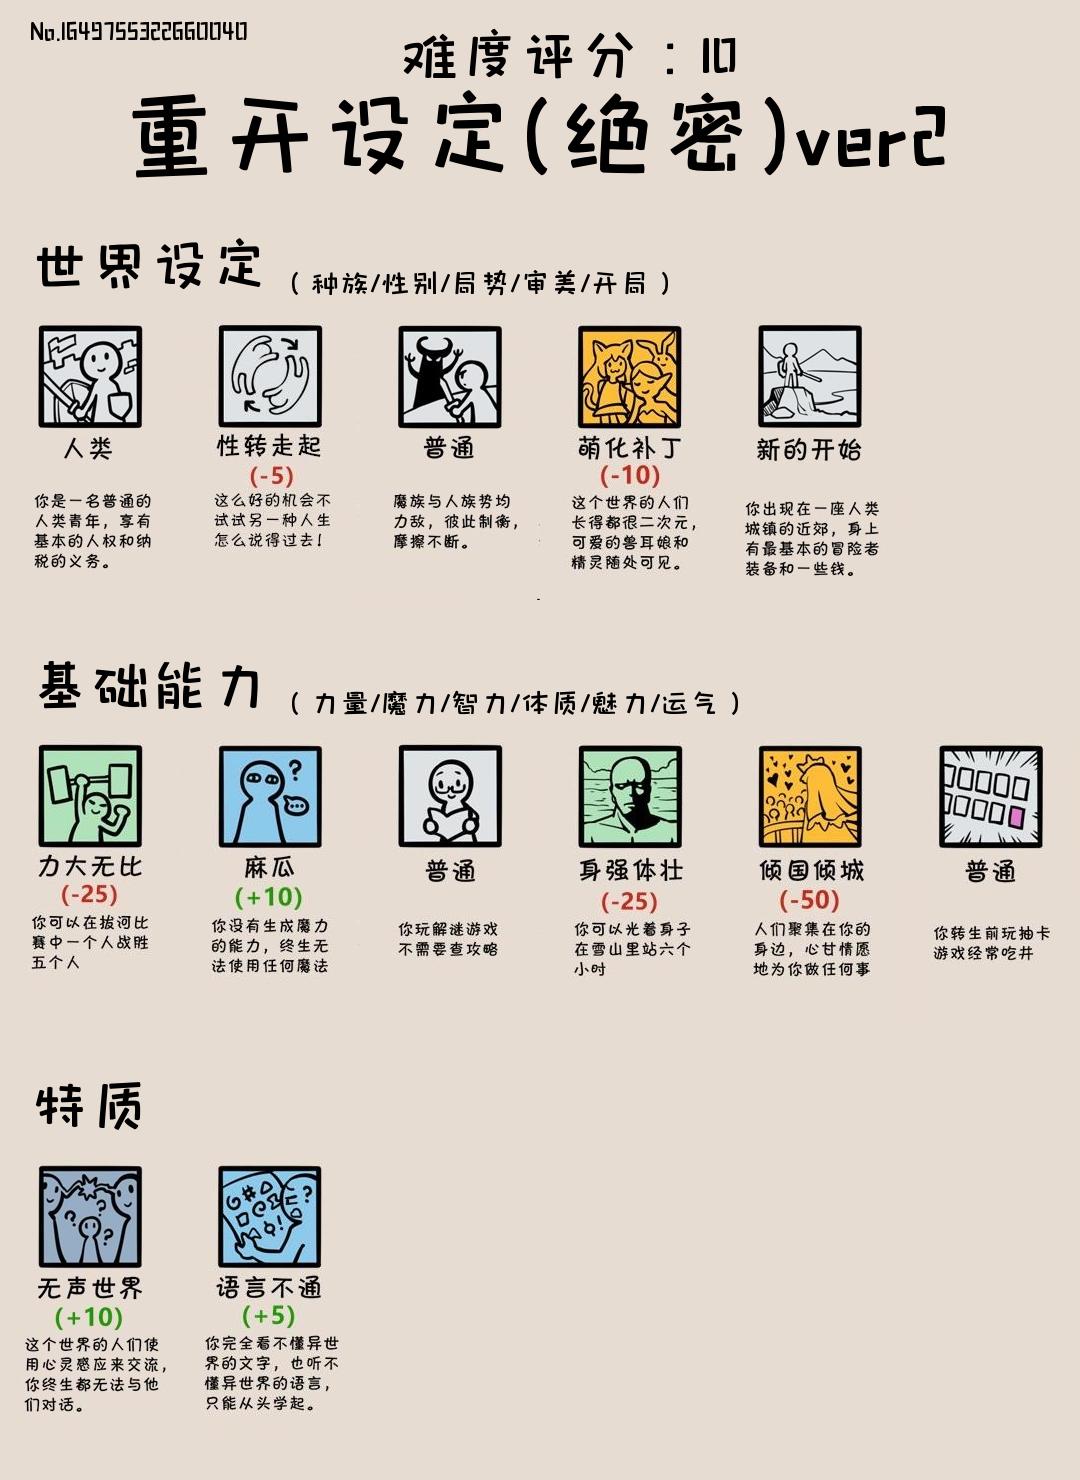 No.1649755322660040
难度评分：10
重开设定(绝密)ver2
世界设定 （种族/性别/局势/审美/开局）
人类
你是一名普通的
人类青年，享有
基本的人权和纳
税的义务。
性转走起
(-5)
这么好的机会不
试试另一种人生
怎么说得过去！
普通
魔族与人族势均
力敌，彼此制衡，
摩擦不断。
萌化补丁
(-10)
这个世界的人们
长得都很二次元，
可爱的兽耳娘和
精灵随处可见。
新的开始
你出现在一座人类
城镇的近郊，身上
有最基本的冒险者
装备和一些钱。
基础能力 （力量/魔力/智力/体质/魅力/运气）
力大无比
(-25)
你可以在拔河比
赛中一个人战胜
五个人
麻瓜
(+10)
你没有生成魔力
的能力，终生无
法使用任何魔法
普通
你玩解谜游戏
不需要查攻略
身强体壮
(-25)
你可以光着身子
在雪山里站六个
小时
倾国倾城
(-50)
人们聚集在你的
身边，心甘情愿
地为你做任何事
普通
你转生前玩抽卡
游戏经常吃井
特质
无声世界
(+10)
这个世界的人们使
用心灵感应来交流，
你终生都无法与他
们对话。
语言不通
(+5)
你完全看不懂异世
界的文字，也听不
懂异世界的语言，
只能从头学起。